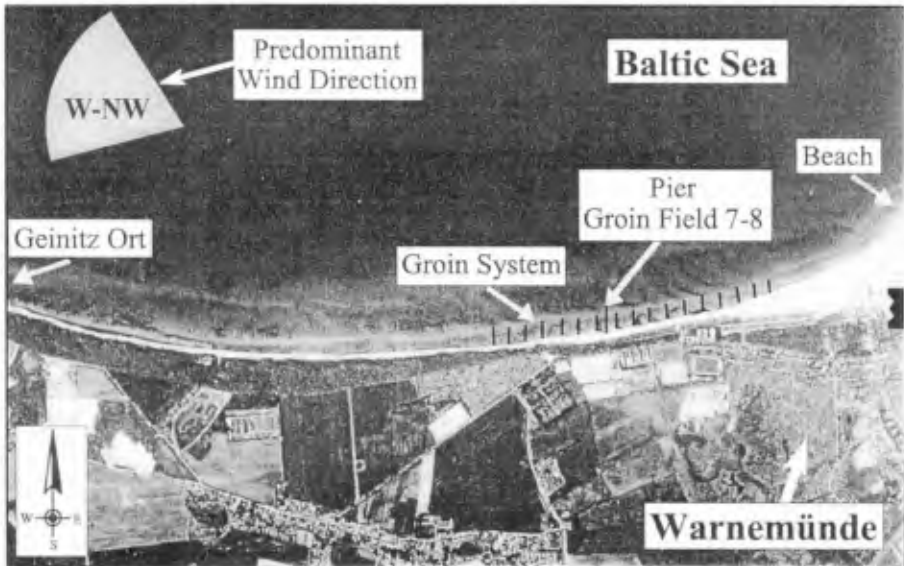 Predominant
Wind Direction
W-NW
Baltic Sea
Beach
Pier
Groin Field 7-8
Geinitz Ort
Groin System
W
E
S
Warnemünde